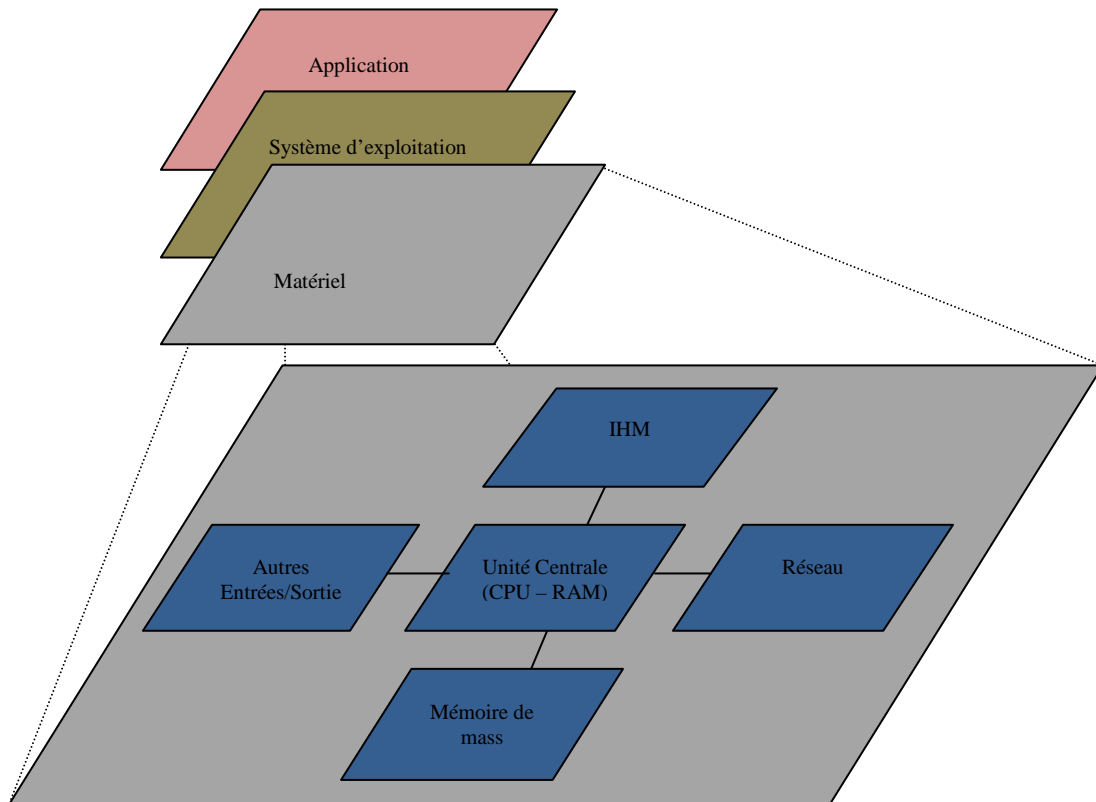 Application
Système d’exploitation
Matériel
IHM
Autres
Entrées/Sortie
Unité Centrale
(CPU – RAM)
Réseau
Mémoire de
mass